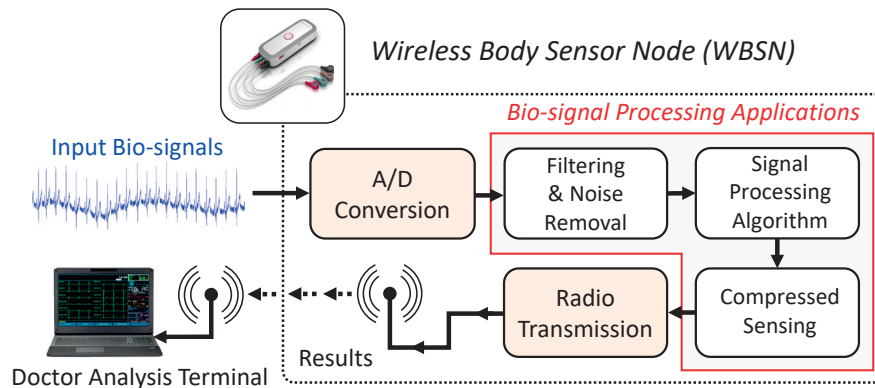 Wireless Body Sensor Node (WBSN)
Bio-signal Processing Applications
Input Bio-signals
A/D
Conversion
Filtering
& Noise
Removal
Signal
Processing
Algorithm
Radio
Transmission
Compressed
Sensing
Results
Doctor Analysis Terminal